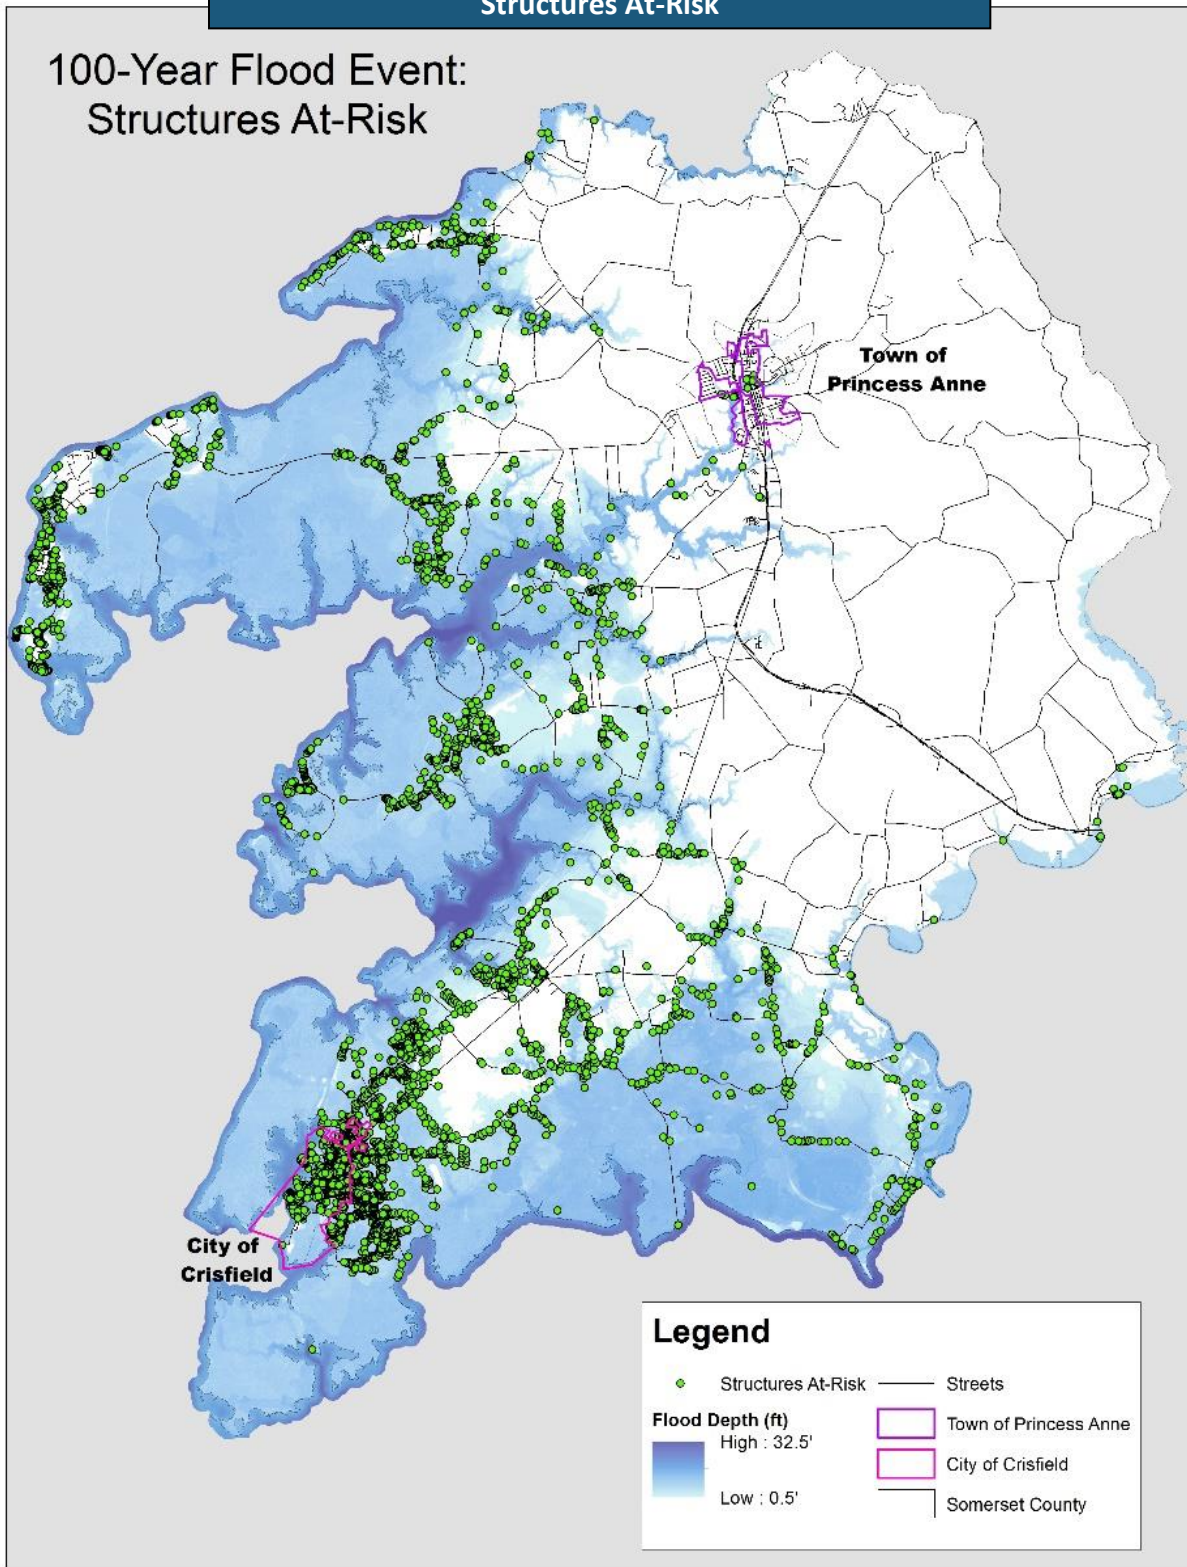 Structures At-Risk
100-Year Flood Event:
Structures At-Risk
Town of
Princess Anne
City of
Crisfield
Legend
Structures At-Risk
Streets
Flood Depth (ft)
High : 32.5'
Low : 0.5'
Town of Princess Anne
City of Crisfield
Somerset County